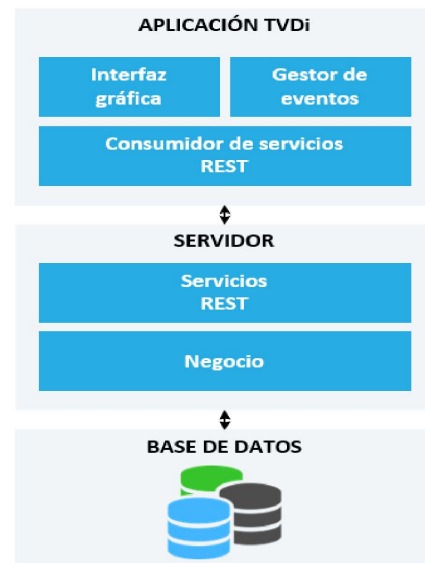 APLICACIÓN TVDi
Interfaz
gráfica
Gestor de
eventos
Consumidor de servicios
REST
SERVIDOR
Servicios
REST
Negocio
BASE DE DATOS